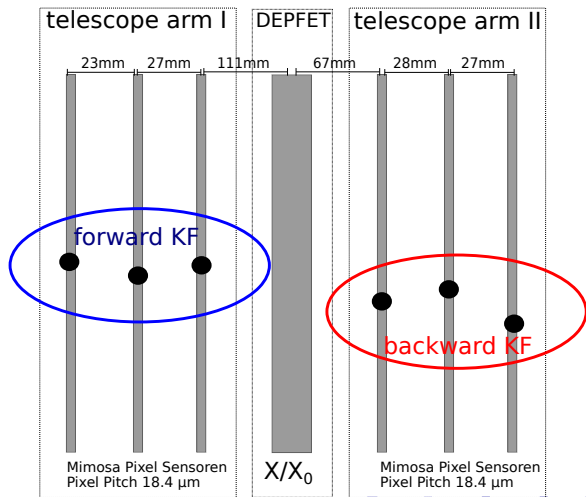 telescope arm I
DEPFET
telescope arm II
23mm
27mm
111mm
67mm
28mm
27mm
forward KF
backward KF
Mimosa Pixel Sensoren
Pixel Pitch 18.4 µm
X/X₀
Mimosa Pixel Sensoren
Pixel Pitch 18.4 µm